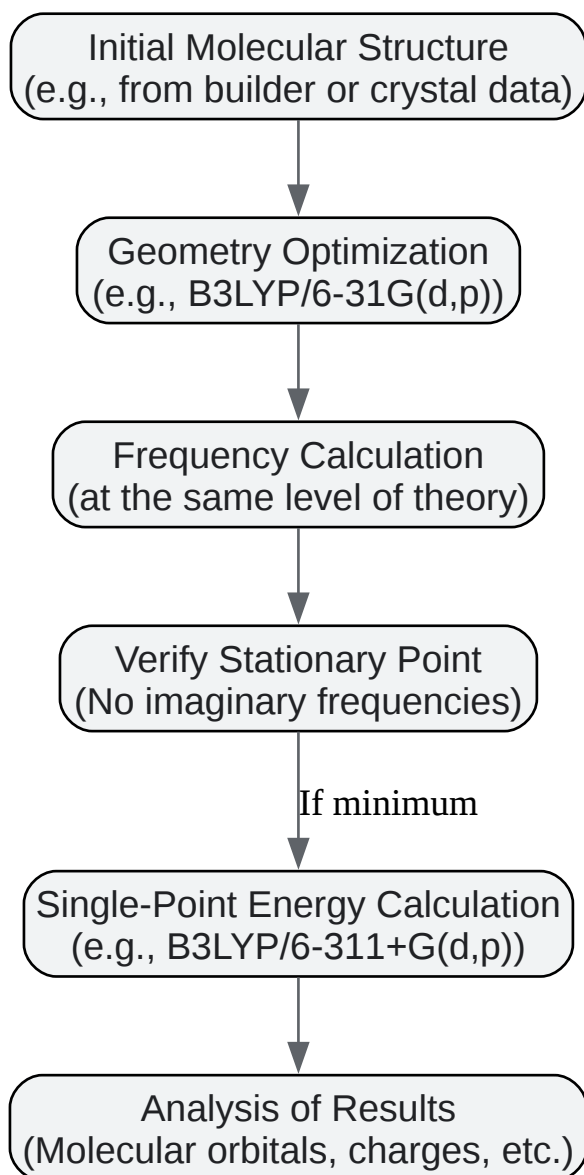 Initial Molecular Structure
(e.g., from builder or crystal data)
Geometry Optimization
(e.g., B3LYP/6-31G(d,p))
Frequency Calculation
(at the same level of theory)
Verify Stationary Point
(No imaginary frequencies)
If minimum
Single-Point Energy Calculation
(e.g., B3LYP/6-311+G(d,p))
Analysis of Results
(Molecular orbitals, charges, etc.)